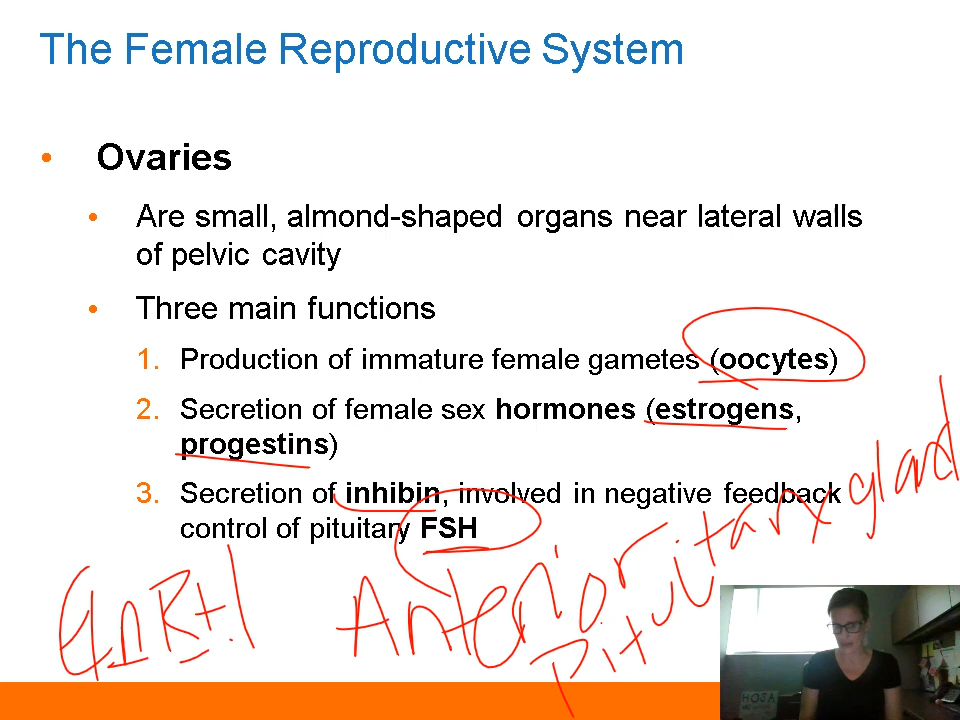 The Female Reproductive System
• Ovaries
• Are small, almond-shaped organs near lateral walls
of pelvic cavity
• Three main functions
1. Production of immature female gametes (oocytes)
2. Secretion of female sex hormones (estrogens,
progestins)
3. Secretion of inhibin, involved in negative feedback
control of pituitary FSH
GnRH
Anterior
pituitary gland
HOSA